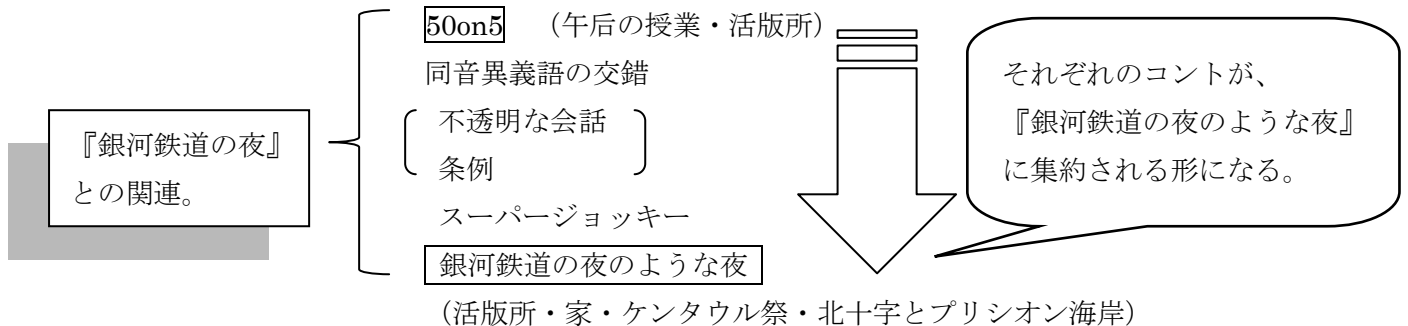 『銀河鉄道の夜』
との関連。
50on5 （午后の授業・活版所）
同音異義語の交錯
不透明な会話
条例
スーパージョッキー
銀河鉄道の夜のような夜
（活版所・家・ケンタウル祭・北十字とプリシオン海岸）
それぞれのコントが、
『銀河鉄道の夜のような夜』
に集約される形になる。